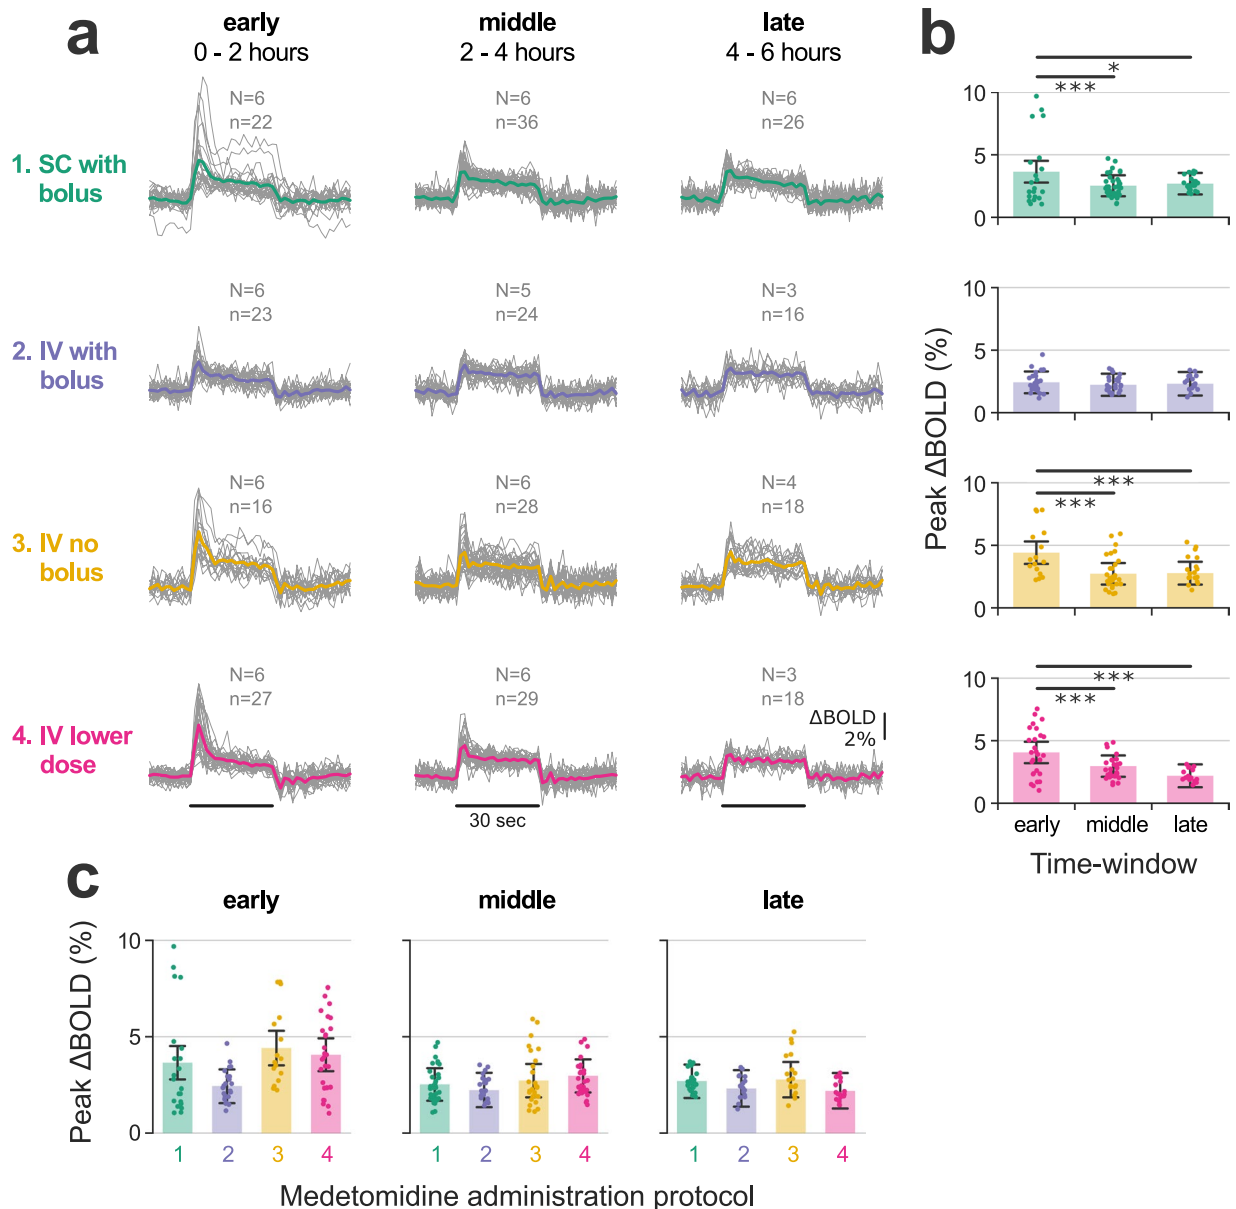 a
early
0 - 2 hours
middle
2 - 4 hours
late
4 - 6 hours
N=6
n=22
N=6
n=36
N=6
n=26
1. SC with
bolus
N=6
n=23
N=5
n=24
N=3
n=16
2. IV with
bolus
N=6
n=16
N=6
n=28
N=4
n=18
3. IV no
bolus
N=6
n=27
N=6
n=29
N=3
n=18
4. IV lower
dose
ΔBOLD
2%
30 sec
b
*
***
10
5
0
10
5
0
***
***
10
5
0
***
***
10
5
0
Peak ΔBOLD (%)
early middle late
Time-window
c
early
middle
late
Peak ΔBOLD (%)
10
5
0
1 2 3 4
1 2 3 4
1 2 3 4
Medetomidine administration protocol